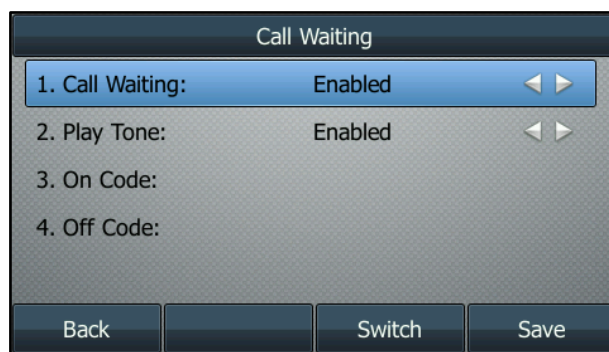 Call Waiting
1. Call Waiting: Enabled
2. Play Tone: Enabled
3. On Code:
4. Off Code:
Back Switch Save